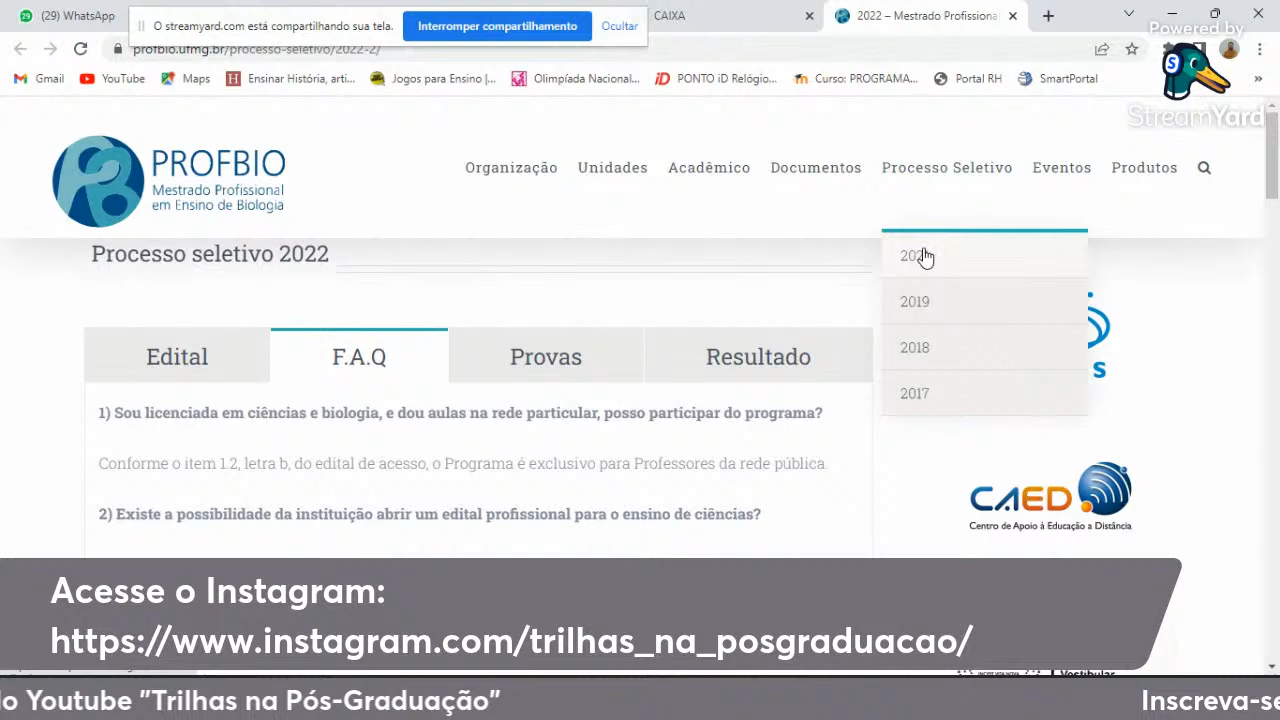 (29) WhatsApp
O streamyard.com está compartilhando sua tela.
Interromper compartilhamento
Ocultar
CAIXA
2022 – Mestrado Profissiona
Powered by
StreamYard
profbio.ufmg.br/processo-seletivo/2022-2/
Gmail
YouTube
Maps
Ensinar História, arti...
Jogos para Ensino |...
Olimpíada Nacional...
PONTO iD Relógio...
Curso: PROGRAMA...
Portal RH
SmartPortal
PROFBIO
Mestrado Profissional
em Ensino de Biologia
Organização
Unidades
Acadêmico
Documentos
Processo Seletivo
Eventos
Produtos
Processo seletivo 2022
2019
2018
2017
Edital
F.A.Q
Provas
Resultado
1) Sou licenciada em ciências e biologia, e dou aulas na rede particular, posso participar do programa?
Conforme o item 1.2, letra b, do edital de acesso, o Programa é exclusivo para Professores da rede pública.
2) Existe a possibilidade da instituição abrir um edital profissional para o ensino de ciências?
CAED
Centro de Apoio à Educação a Distância
Acesse o Instagram:
https://www.instagram.com/trilhas_na_posgraduacao/
Vestibular
do Youtube "Trilhas na Pós-Graduação"
Inscreva-se